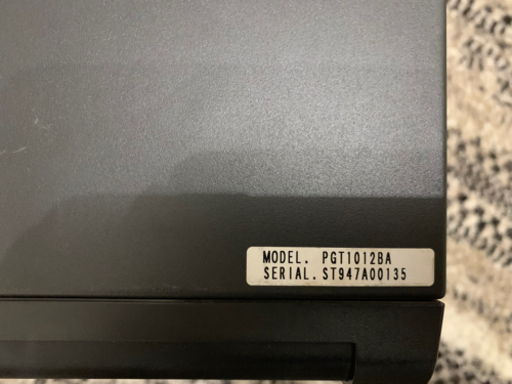 MODEL. PGT1012BA
SERIAL. ST947A00135